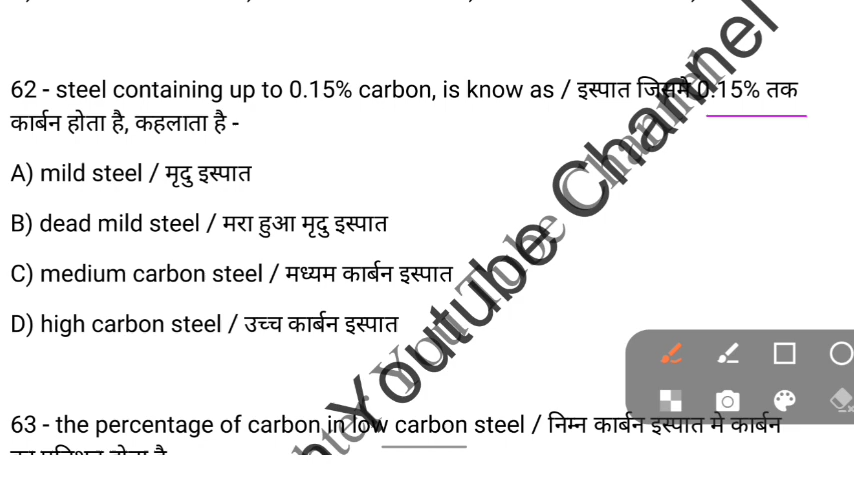 62 - steel containing up to 0.15% carbon, is know as / इस्पात जिसमें 0.15% तक
कार्बन होता है, कहलाता है -
A) mild steel / मृदु इस्पात
B) dead mild steel / मरा हुआ मृदु इस्पात
C) medium carbon steel / मध्यम कार्बन इस्पात
D) high carbon steel / उच्च कार्बन इस्पात
Youtube Channel
63 - the percentage of carbon in low carbon steel / निम्न कार्बन इस्पात मे कार्बन